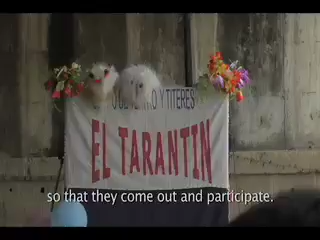 Y TITERES
EL TARANTIN
so that they come out and participate.